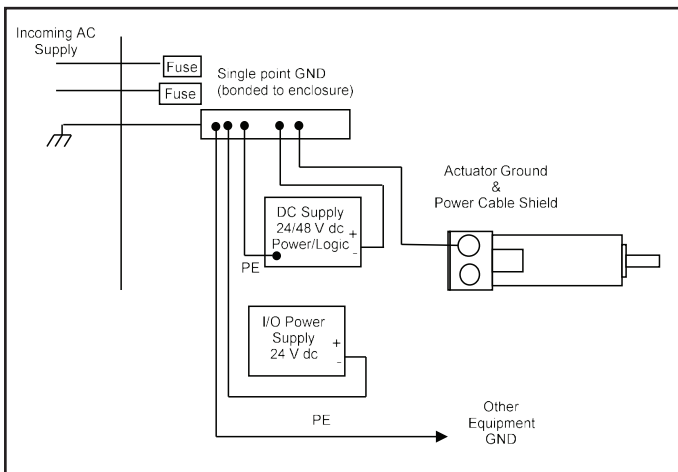 Incoming AC
Supply
Fuse
Fuse
Single point GND
(bonded to enclosure)
Actuator Ground
&
Power Cable Shield
DC Supply
24/48 V dc
Power/Logic
+
-
PE
I/O Power
Supply
24 V dc
+
-
PE
Other
Equipment
GND